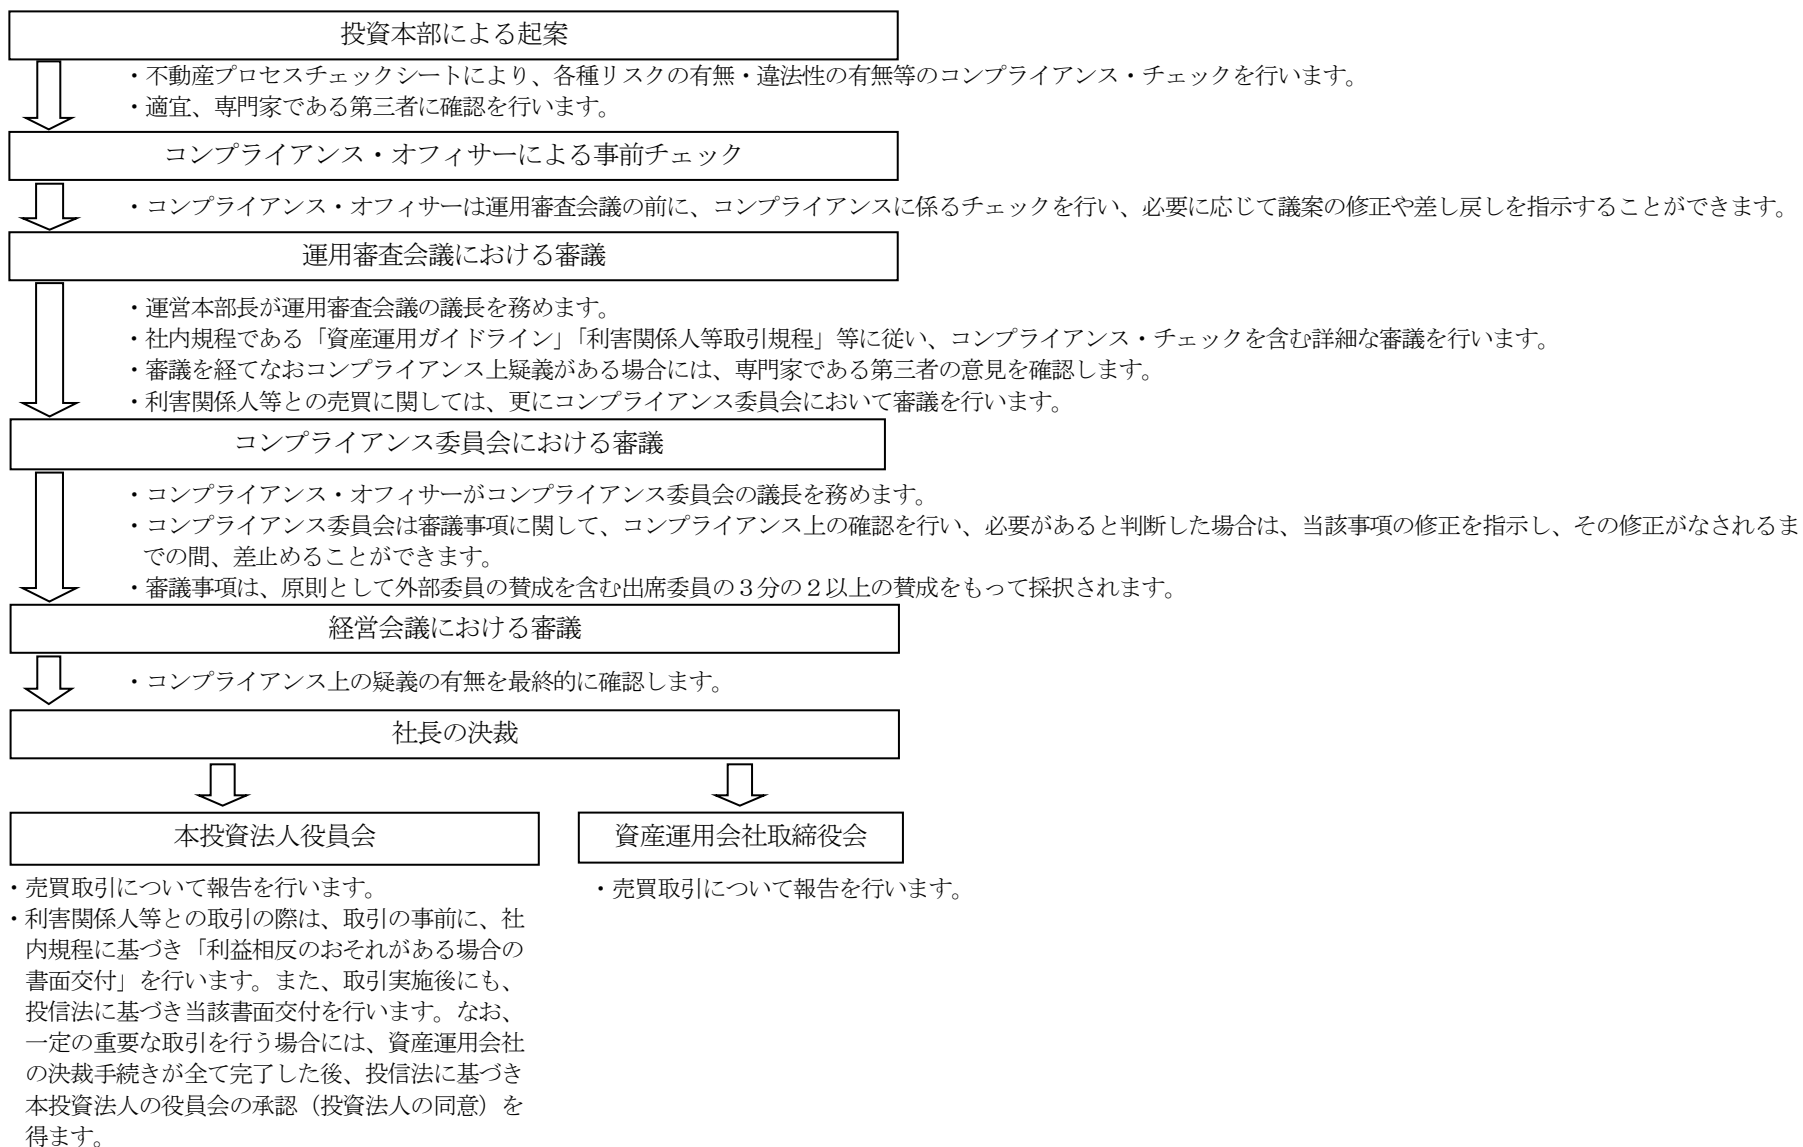 投資本部による起案
・不動産プロセスチェックシートにより、各種リスクの有無・違法性の有無等のコンプライアンス・チェックを行います。
・適宜、専門家である第三者に確認を行います。
コンプライアンス・オフィサーによる事前チェック
・コンプライアンス・オフィサーは運用審査会議の前に、コンプライアンスに係るチェックを行い、必要に応じて議案の修正や差し戻しを指示することができます。
運用審査会議における審議
・運営本部長が運用審査会議の議長を務めます。
・社内規程である「資産運用ガイドライン」「利害関係人等取引規程」等に従い、コンプライアンス・チェックを含む詳細な審議を行います。
・審議を経てなおコンプライアンス上疑義がある場合には、専門家である第三者の意見を確認します。
・利害関係人等との売買に関しては、更にコンプライアンス委員会において審議を行います。
コンプライアンス委員会における審議
・コンプライアンス・オフィサーがコンプライアンス委員会の議長を務めます。
・コンプライアンス委員会は審議事項に関して、コンプライアンス上の確認を行い、必要があると判断した場合は、当該事項の修正を指示し、その修正がなされるま
での間、差止めることができます。
・審議事項は、原則として外部委員の賛成を含む出席委員の３分の２以上の賛成をもって採択されます。
経営会議における審議
・コンプライアンス上の疑義の有無を最終的に確認します。
社長の決裁
本投資法人役員会
・売買取引について報告を行います。
・利害関係人等との取引の際は、取引の事前に、社
内規程に基づき「利益相反のおそれがある場合の
書面交付」を行います。また、取引実施後にも、
投信法に基づき当該書面交付を行います。なお、
一定の重要な取引を行う場合には、資産運用会社
の決裁手続きが全て完了した後、投信法に基づき
本投資法人の役員会の承認（投資法人の同意）を
得ます。
資産運用会社取締役会
・売買取引について報告を行います。